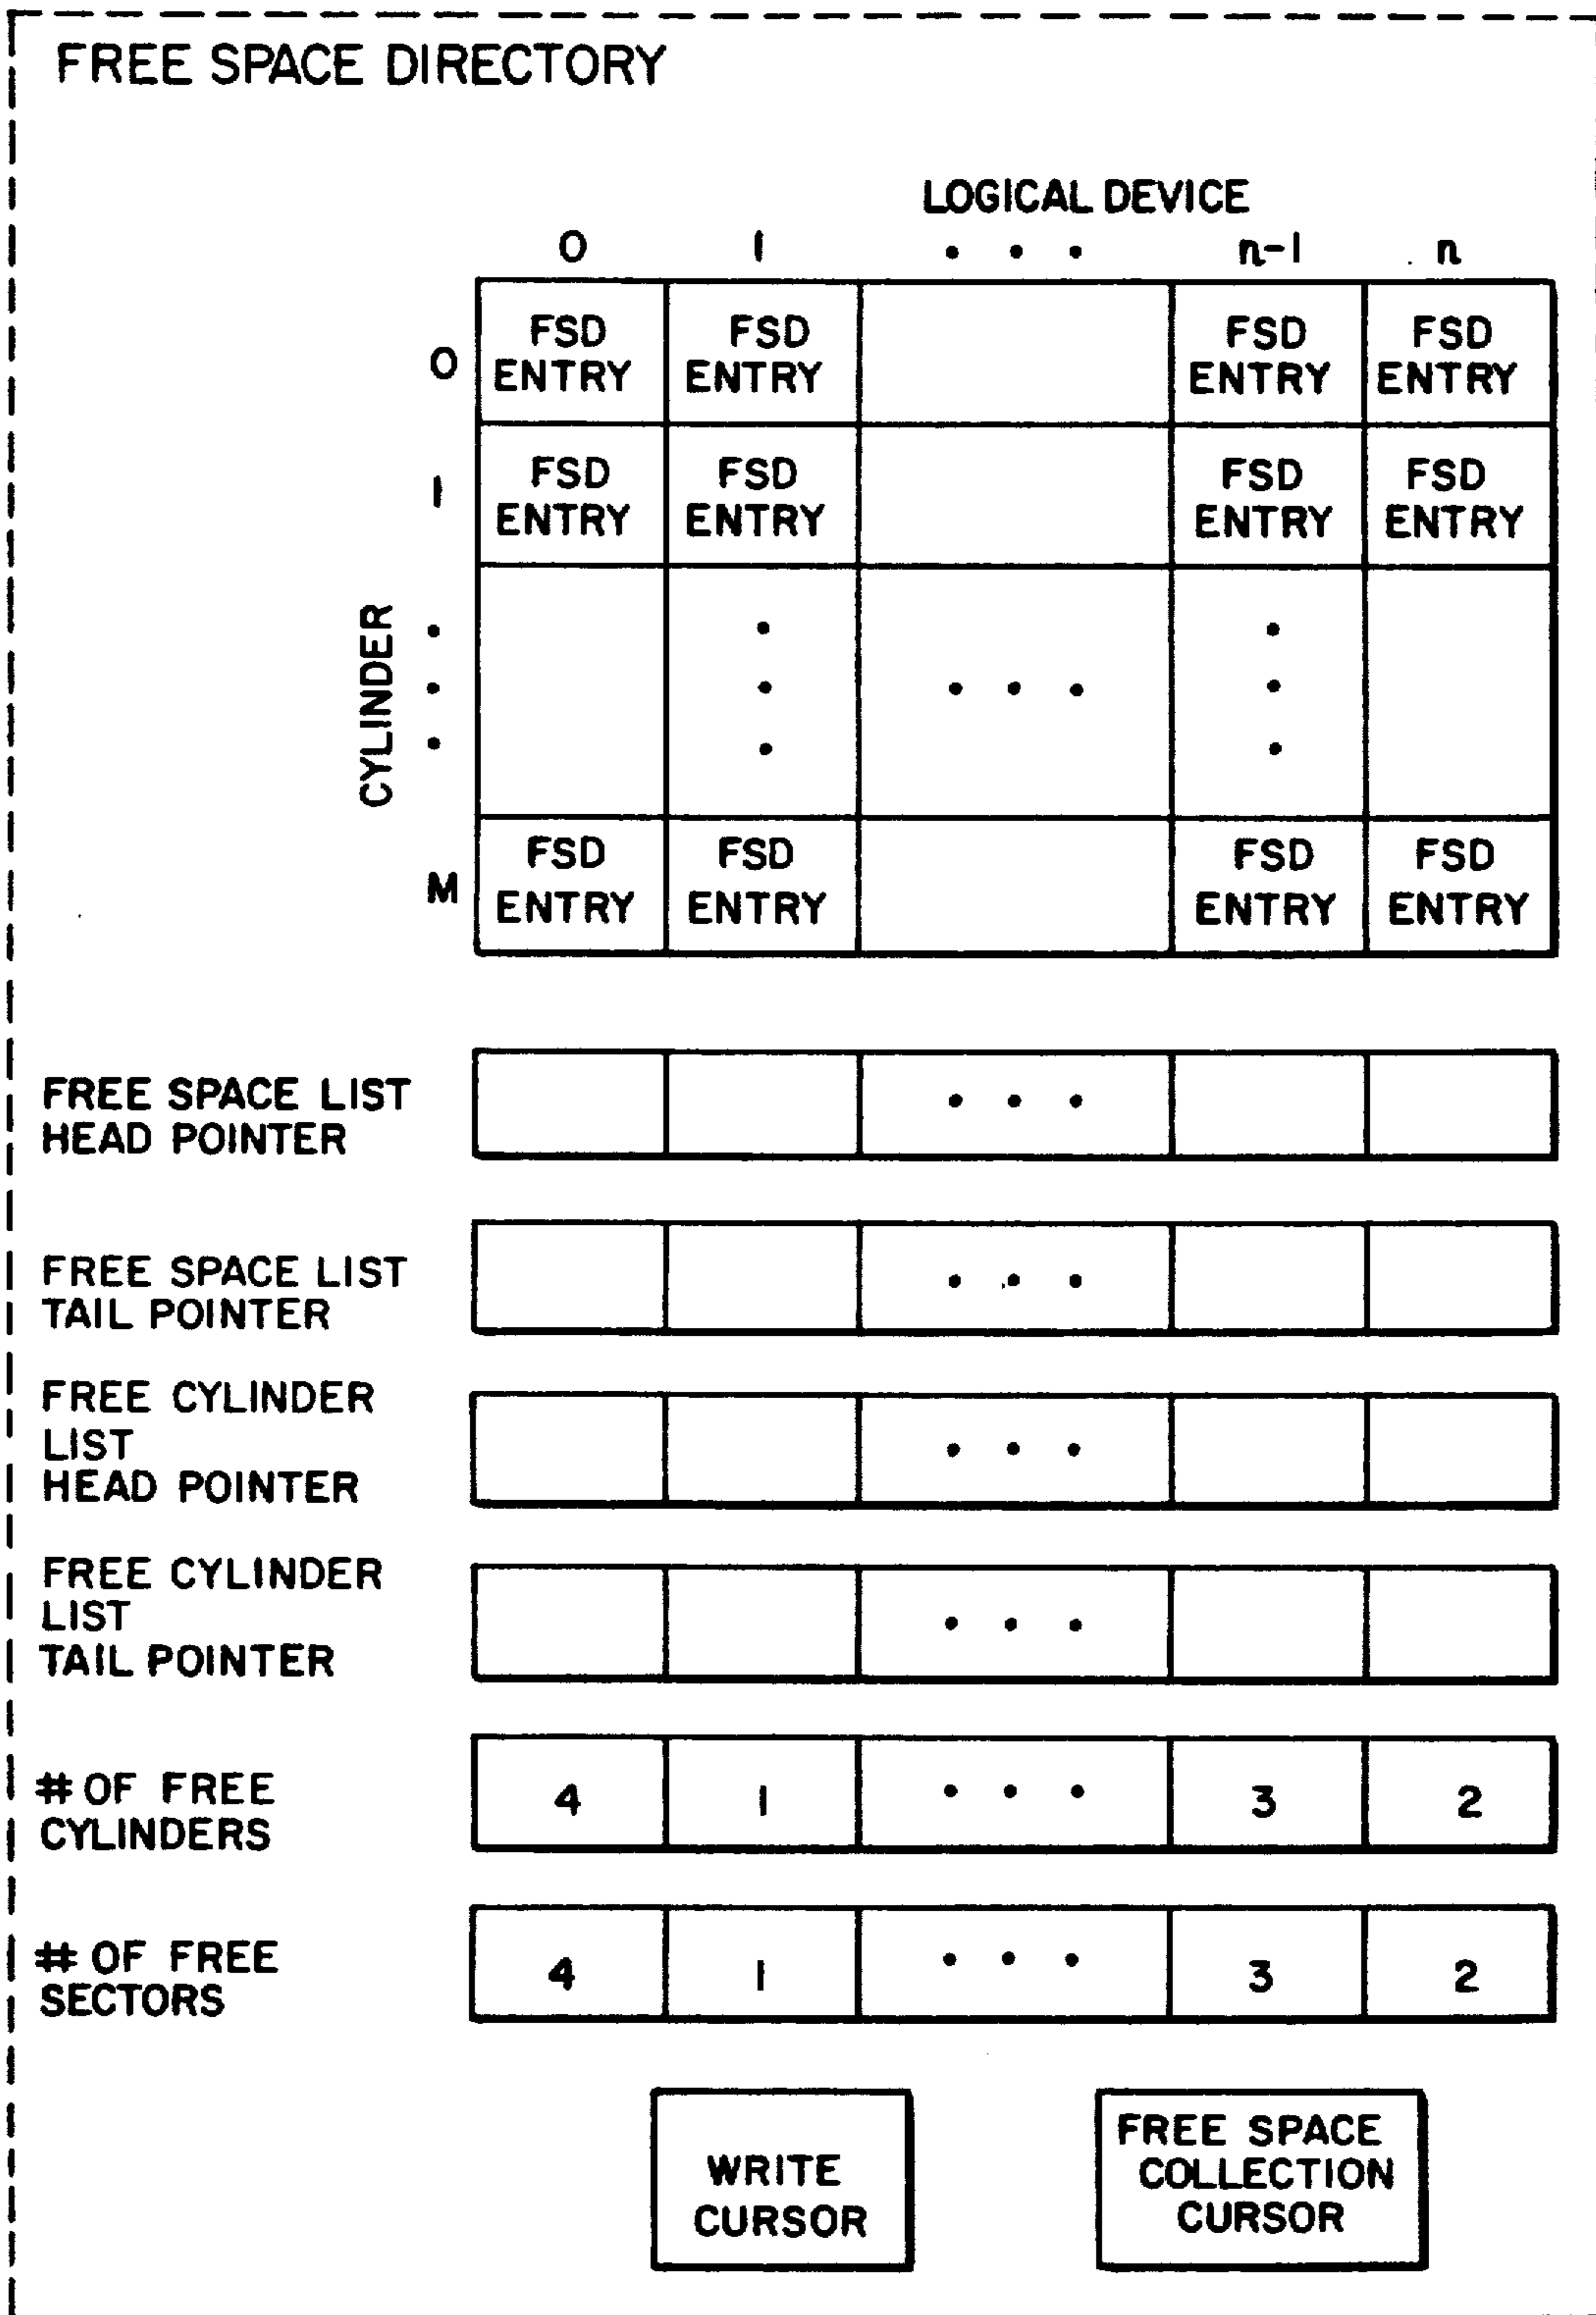 FREE SPACE DIRECTORY
LOGICAL DEVICE
0 1 • • • n-1 n
0 FSD ENTRY FSD ENTRY FSD ENTRY FSD ENTRY
1 FSD ENTRY FSD ENTRY FSD ENTRY FSD ENTRY
CYLINDER
M FSD ENTRY FSD ENTRY FSD ENTRY FSD ENTRY
FREE SPACE LIST
HEAD POINTER
FREE SPACE LIST
TAIL POINTER
FREE CYLINDER
LIST
HEAD POINTER
FREE CYLINDER
LIST
TAIL POINTER
# OF FREE
CYLINDERS
4 1 • • • 3 2
# OF FREE
SECTORS
4 1 • • • 3 2
WRITE
CURSOR
FREE SPACE
COLLECTION
CURSOR